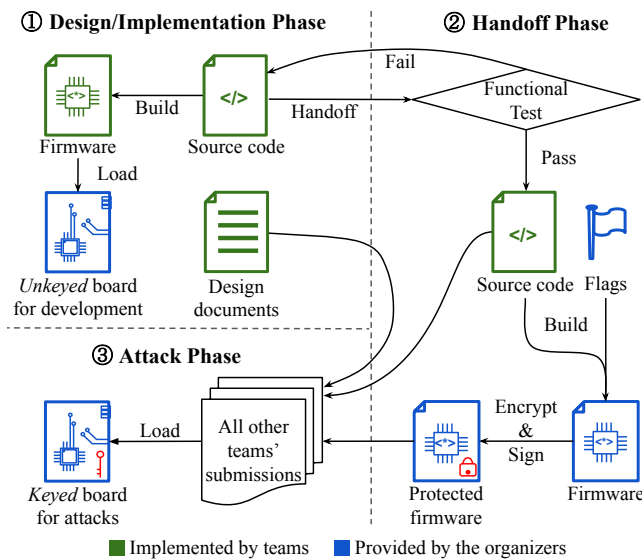 ① Design/Implementation Phase
② Handoff Phase
Fail
<*>
</>
Functional
Test
Build
Handoff
Firmware
Source code
Load
Pass
</>
Unkeyed board
for development
Design
documents
Source code
Flags
Build
③ Attack Phase
Load
All other
teams'
submissions
Encrypt
&
Sign
<*>
<*>
Keyed board
for attacks
Protected
firmware
Firmware
Implemented by teams
Provided by the organizers